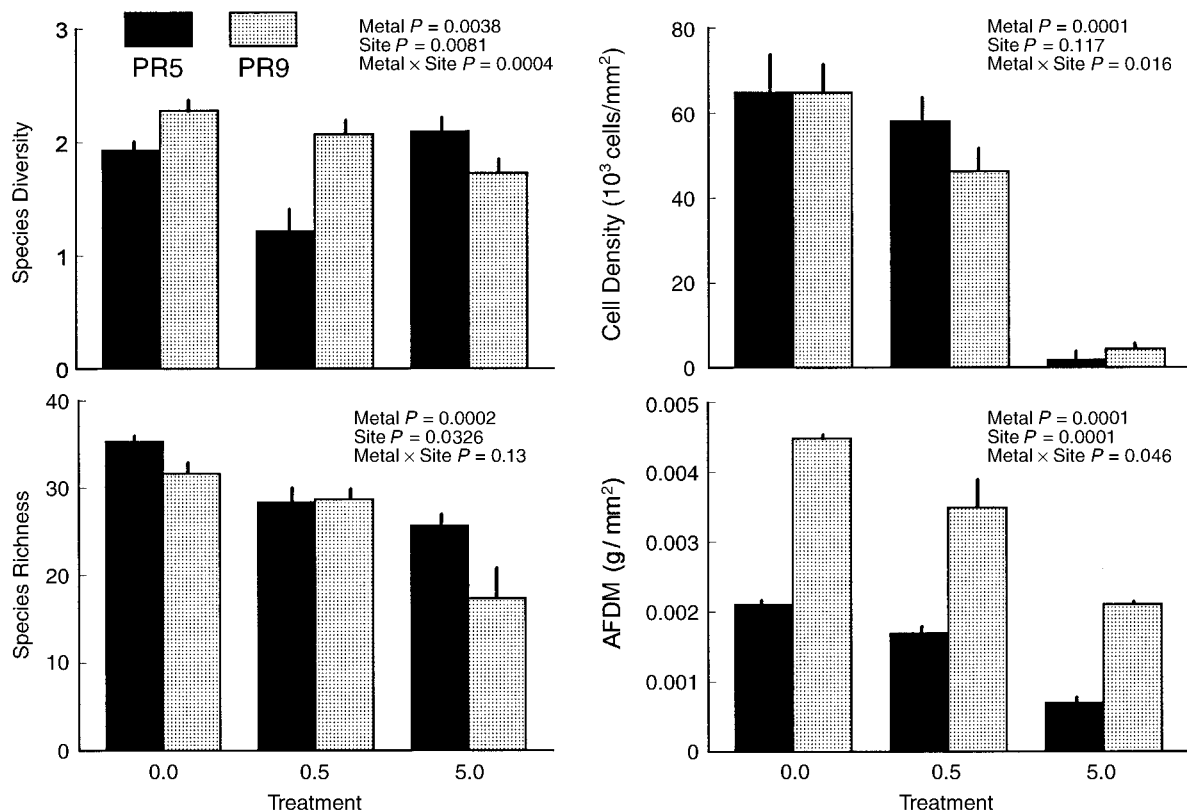 3
2
1
0
Species Diversity
PR5
PR9
Metal P = 0.0038
Site P = 0.0081
Metal × Site P = 0.0004
80
60
40
20
0
Cell Density (10³ cells/mm²)
Metal P = 0.0001
Site P = 0.117
Metal × Site P = 0.016
40
30
20
10
0
Species Richness
Metal P = 0.0002
Site P = 0.0326
Metal × Site P = 0.13
0.0
0.5
5.0
Treatment
0.005
0.004
0.003
0.002
0.001
0
AFDM (g/mm²)
Metal P = 0.0001
Site P = 0.0001
Metal × Site P = 0.046
0.0
0.5
5.0
Treatment